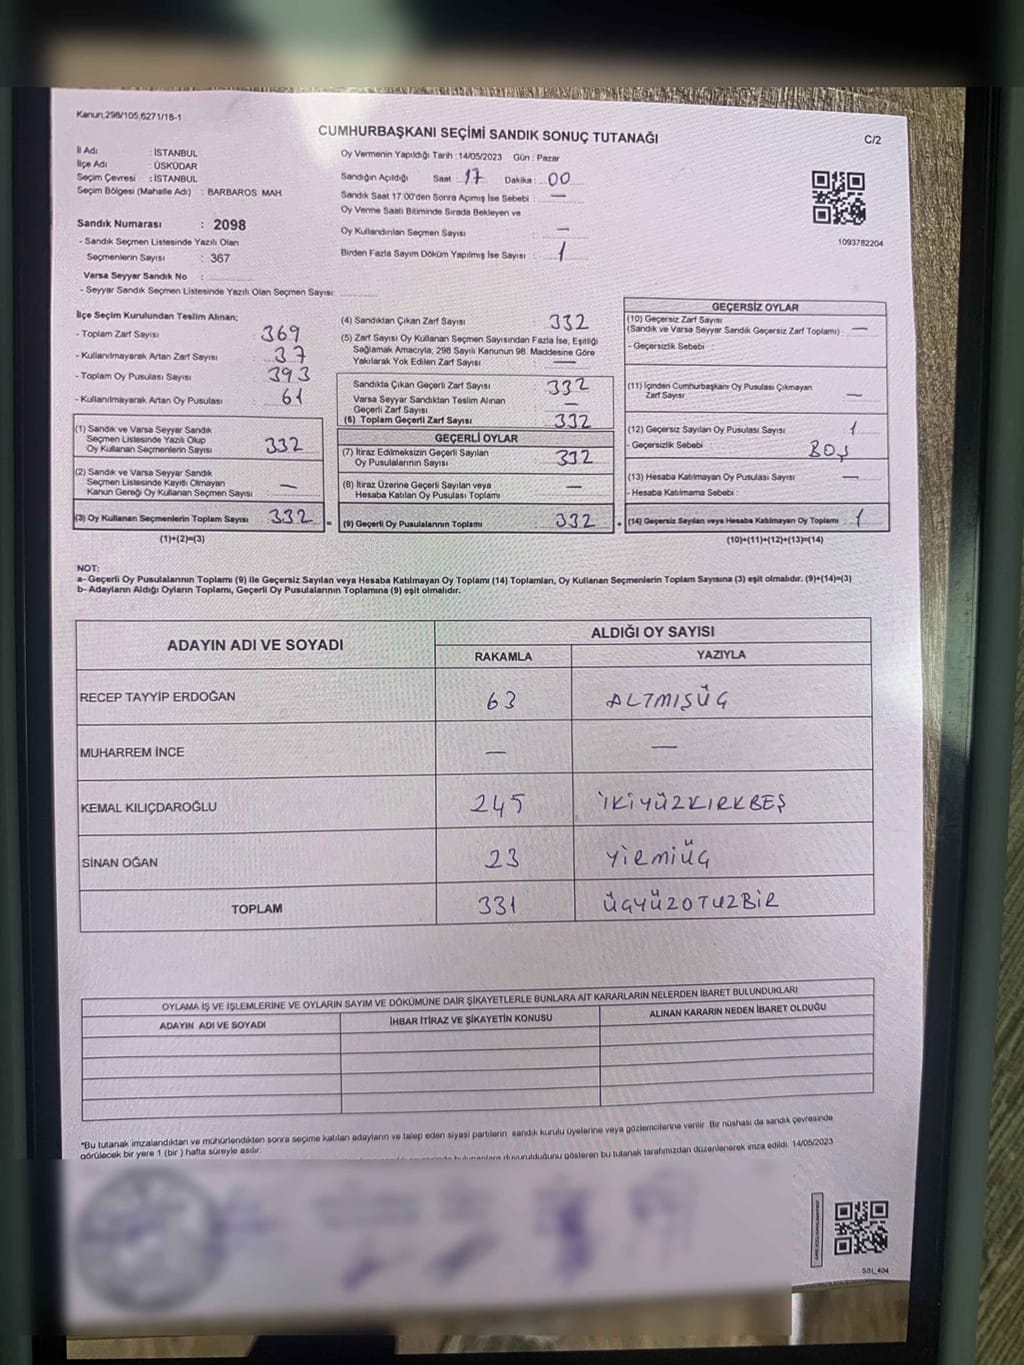 Kanun,298/105,6271/18-1
CUMHURBAŞKANI SEÇİMİ SANDIK SONUÇ TUTANAĞI
C/2
İl Adı : İSTANBUL
İlçe Adı : ÜSKÜDAR
Seçim Çevresi : İSTANBUL
Seçim Bölgesi (Mahalle Adı) : BARBAROS MAH.
Sandık Numarası : 2098
- Sandık Seçmen Listesinde Yazılı Olan
Seçmenlerin Sayısı : 367
Varsa Seyyar Sandık No :
- Seyyar Sandık Seçmen Listesinde Yazılı Olan Seçmen Sayısı:
Oy Vermenin Yapıldığı Tarih :14/05/2023 Gün : Pazar
Sandığın Açıldığı Saat : 17 Dakika : 00
Sandık Saat 17:00'den Sonra Açımış İse Sebebi : —
Oy Verme Saati Bitiminde Sırada Bekleyen ve
Oy Kullandırılan Seçmen Sayısı : —
Birden Fazla Sayım Döküm Yapılmış İse Sayısı : 1
1093782204
İlçe Seçim Kurulundan Teslim Alınan;
- Toplam Zarf Sayısı : 369
- Kullanılmayarak Artan Zarf Sayısı : 37
- Toplam Oy Pusulası Sayısı : 393
- Kullanılmayarak Artan Oy Pusulası : 61
(1) Sandık ve Varsa Seyyar Sandık
Seçmen Listesinde Yazılı Olup
Oy Kullanan Seçmenlerin Sayısı : 332
(2) Sandık ve Varsa Seyyar Sandık
Seçmen Listesinde Kayıtlı Olmayan
Kanun Gereği Oy Kullanan Seçmen Sayısı : —
(3) Oy Kullanan Seçmenlerin Toplam Sayısı : 332
(1)+(2)=(3)
=
(4) Sandıktan Çıkan Zarf Sayısı : 332
(5) Zarf Sayısı Oy Kullanan Seçmen Sayısından Fazla İse, Eşitliği
Sağlamak Amacıyla; 298 Sayılı Kanunun 98. Maddesine Göre
Yakılarak Yok Edilen Zarf Sayısı : —
Sandıkta Çıkan Geçerli Zarf Sayısı : 332
Varsa Seyyar Sandıktan Teslim Alınan
Geçerli Zarf Sayısı : —
(6) Toplam Geçerli Zarf Sayısı : 332
GEÇERLİ OYLAR
(7) İtiraz Edilmeksizin Geçerli Sayılan
Oy Pusulalarının Sayısı : 332
(8) İtiraz Üzerine Geçerli Sayılan veya
Hesaba Katılan Oy Pusulası Toplamı : —
(9) Geçerli Oy Pusulalarının Toplamı : 332
+
GEÇERSİZ OYLAR
(10) Geçersiz Zarf Sayısı
(Sandık ve Varsa Seyyar Sandık Geçersiz Zarf Toplamı) : —
- Geçersizlik Sebebi :
(11) İçinden Cumhurbaşkanı Oy Pusulası Çıkmayan
Zarf Sayısı : —
(12) Geçersiz Sayılan Oy Pusulası Sayısı : 1
- Geçersizlik Sebebi : BOŞ
(13) Hesaba Katılmayan Oy Pusulası Sayısı : —
- Hesaba Katılmama Sebebi :
(14) Geçersiz Sayılan veya Hesaba Katılmayan Oy Toplamı : 1
(10)+(11)+(12)+(13)=(14)
NOT:
a- Geçerli Oy Pusulalarının Toplamı (9) ile Geçersiz Sayılan veya Hesaba Katılmayan Oy Toplamı (14) Toplamları, Oy Kullanan Seçmenlerin Toplam Sayısına (3) eşit olmalıdır. (9)+(14)=(3)
b- Adayların Aldığı Oyların Toplamı, Geçerli Oy Pusulalarının Toplamına (9) eşit olmalıdır.
ADAYIN ADI VE SOYADI
ALDIĞI OY SAYISI
RAKAMLA YAZIYLA
RECEP TAYYİP ERDOĞAN 63 ALTMIŞÜÇ
MUHARREM İNCE — —
KEMAL KILIÇDAROĞLU 245 İKİYÜZKIRKBEŞ
SİNAN OĞAN 23 YİRMİÜÇ
TOPLAM 331 ÜÇYÜZOTUZBİR
OYLAMA İŞ VE İŞLEMLERİNE VE OYLARIN SAYIM VE DÖKÜMÜNE DAİR ŞİKAYETLERLE BUNLARA AİT KARARLARIN NELERDEN İBARET BULUNDUKLARI
ADAYIN ADI VE SOYADI İHBAR İTİRAZ VE ŞİKAYETİN KONUSU ALINAN KARARIN NEDEN İBARET OLDUĞU
*Bu tutanak imzalandıktan ve mühürlendikten sonra seçime katılan adayların ve talep eden siyasi partilerin sandık kurulu üyelerine veya gözlemcilerine verilir. Bir nüshası da sandık çevresinde
görülecek bir yere 1 (bir ) hafta süreyle asılır.
bulunanlara duyurulduğunu gösteren bu tutanak tarafımızdan düzenlenerek imza edildi. 14/05/2023